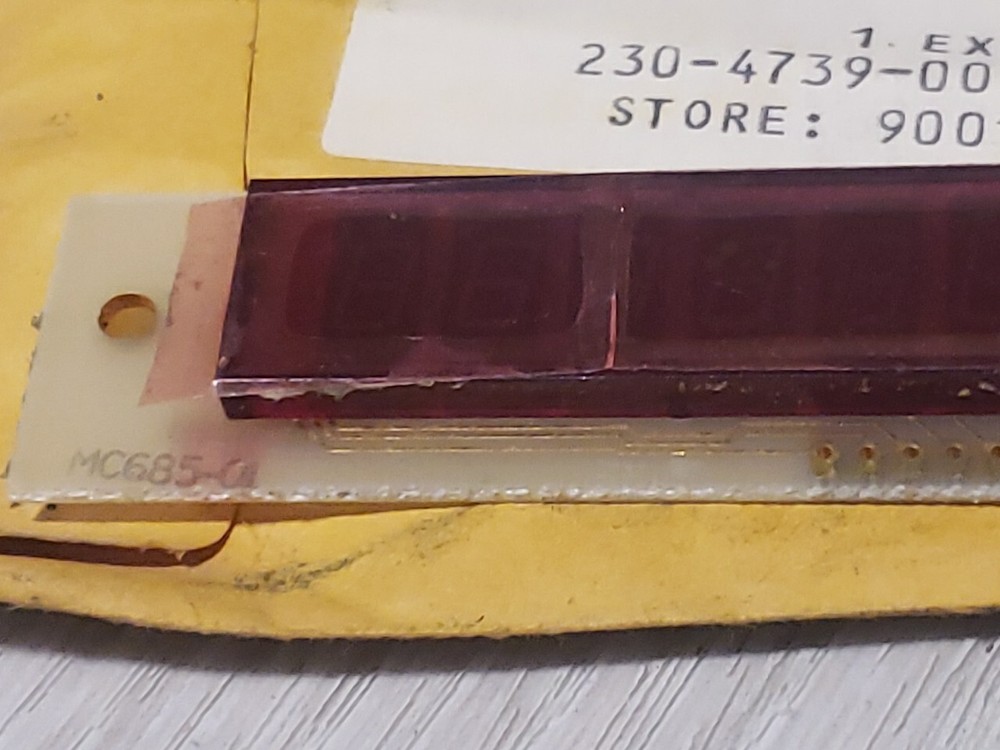 1. EX
230-4739-00
STORE: 900-
MC685-01